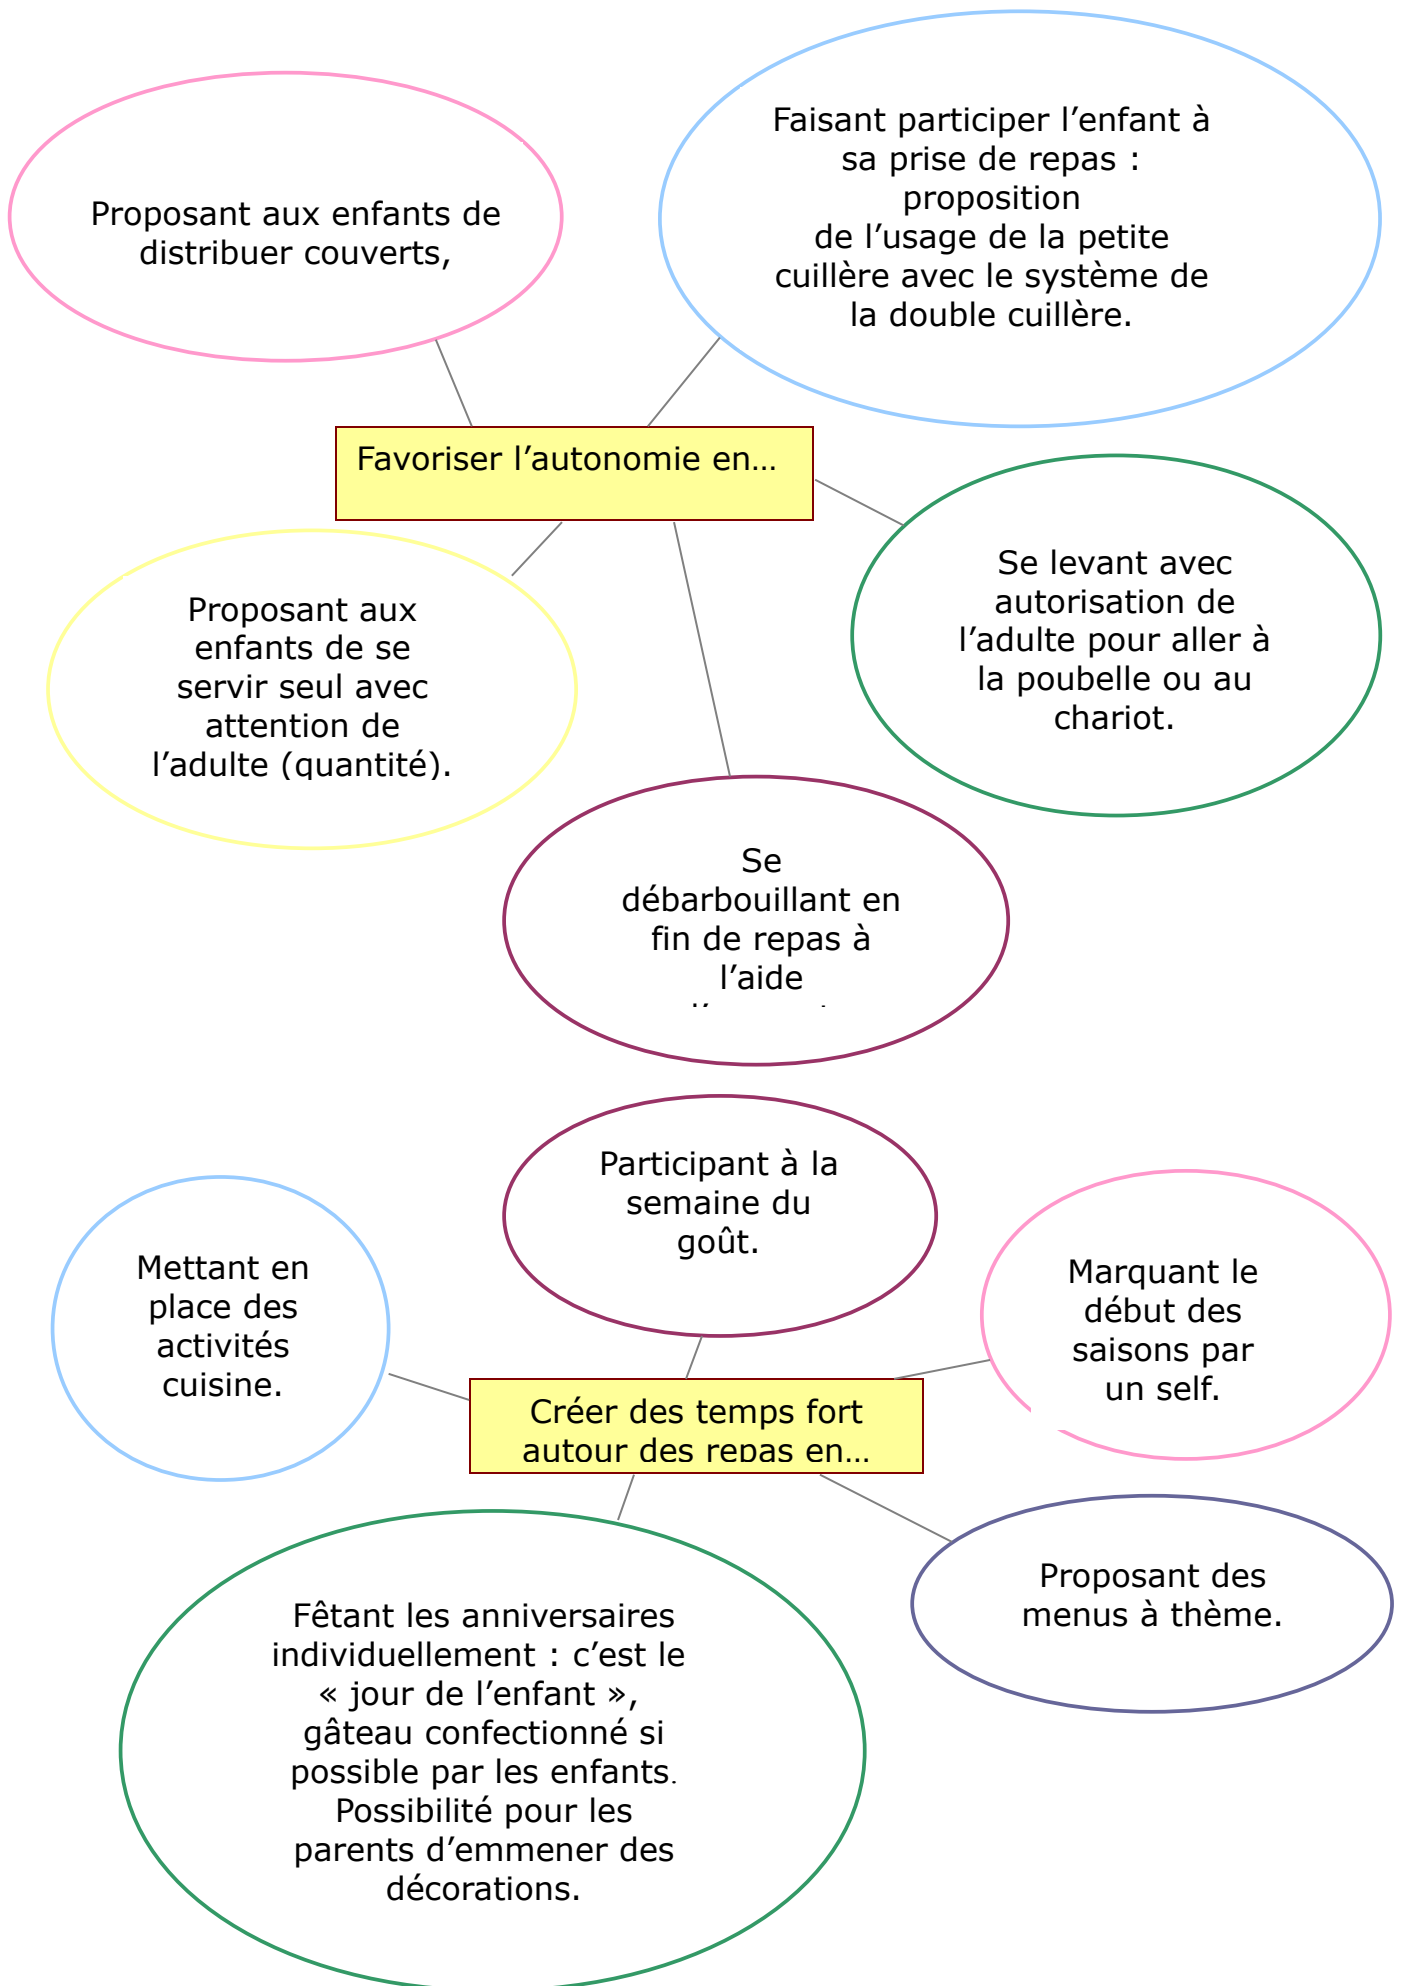 Proposant aux enfants de
distribuer couverts,
Faisant participer l’enfant à
sa prise de repas :
proposition
de l’usage de la petite
cuillère avec le système de
la double cuillère.
Favoriser l’autonomie en…
Proposant aux
enfants de se
servir seul avec
attention de
l’adulte (quantité).
Se levant avec
autorisation de
l’adulte pour aller à
la poubelle ou au
chariot.
Se
débarbouillant en
fin de repas à
l’aide
Participant à la
semaine du
goût.
Mettant en
place des
activités
cuisine.
Marquant le
début des
saisons par
un self.
Créer des temps fort
autour des repas en…
Proposant des
menus à thème.
Fêtant les anniversaires
individuellement : c’est le
« jour de l’enfant »,
gâteau confectionné si
possible par les enfants.
Possibilité pour les
parents d’emmener des
décorations.